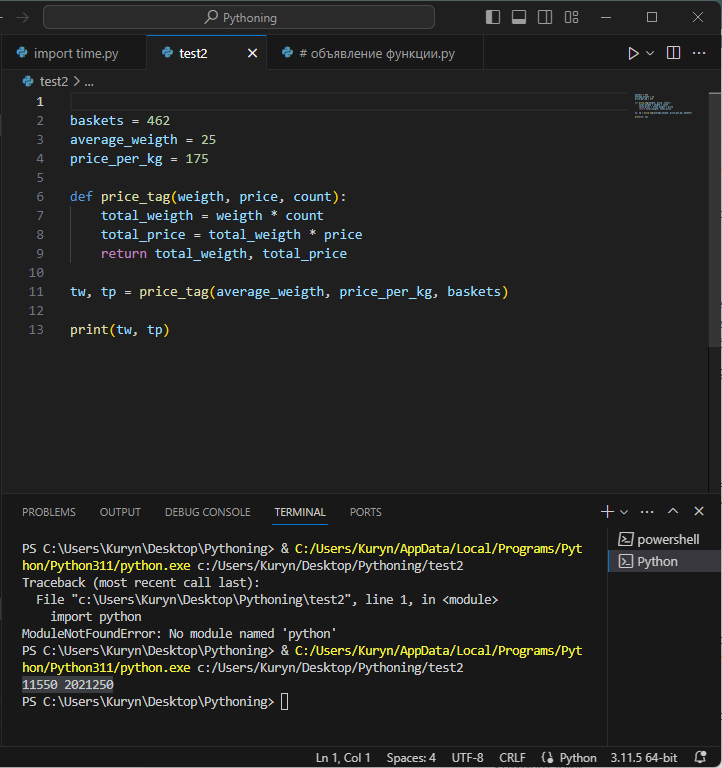 Pythoning
import time.py
test2
# объявление функции.py
test2 > ...
1
2 baskets = 462
3 average_weigth = 25
4 price_per_kg = 175
5
6 def price_tag(weigth, price, count):
7 total_weigth = weigth * count
8 total_price = total_weigth * price
9 return total_weigth, total_price
10
11 tw, tp = price_tag(average_weigth, price_per_kg, baskets)
12
13 print(tw, tp)
PROBLEMS OUTPUT DEBUG CONSOLE TERMINAL PORTS
PS C:\Users\Kuryn\Desktop\Pythoning> & C:/Users/Kuryn/AppData/Local/Programs/Pyt
hon/Python311/python.exe c:/Users/Kuryn/Desktop/Pythoning/test2
Traceback (most recent call last):
File "c:\Users\Kuryn\Desktop\Pythoning\test2", line 1, in <module>
import python
ModuleNotFoundError: No module named 'python'
PS C:\Users\Kuryn\Desktop\Pythoning> & C:/Users/Kuryn/AppData/Local/Programs/Pyt
hon/Python311/python.exe c:/Users/Kuryn/Desktop/Pythoning/test2
11550 2021250
PS C:\Users\Kuryn\Desktop\Pythoning>
powershell
Python
Ln 1, Col 1 Spaces: 4 UTF-8 CRLF Python 3.11.5 64-bit